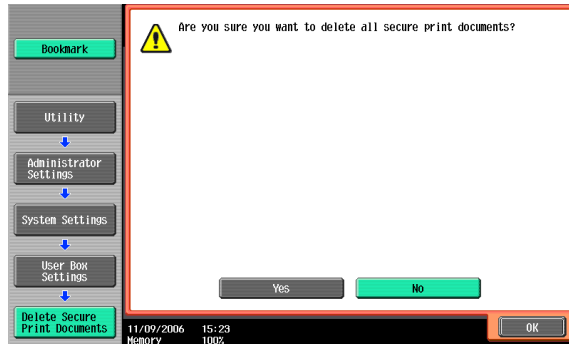 Are you sure you want to delete all secure print documents?
Bookmark
Utility
Administrator
Settings
System Settings
User Box
Settings
Delete Secure
Print Documents
Yes
No
11/09/2006 15:23
Memory 100%
OK